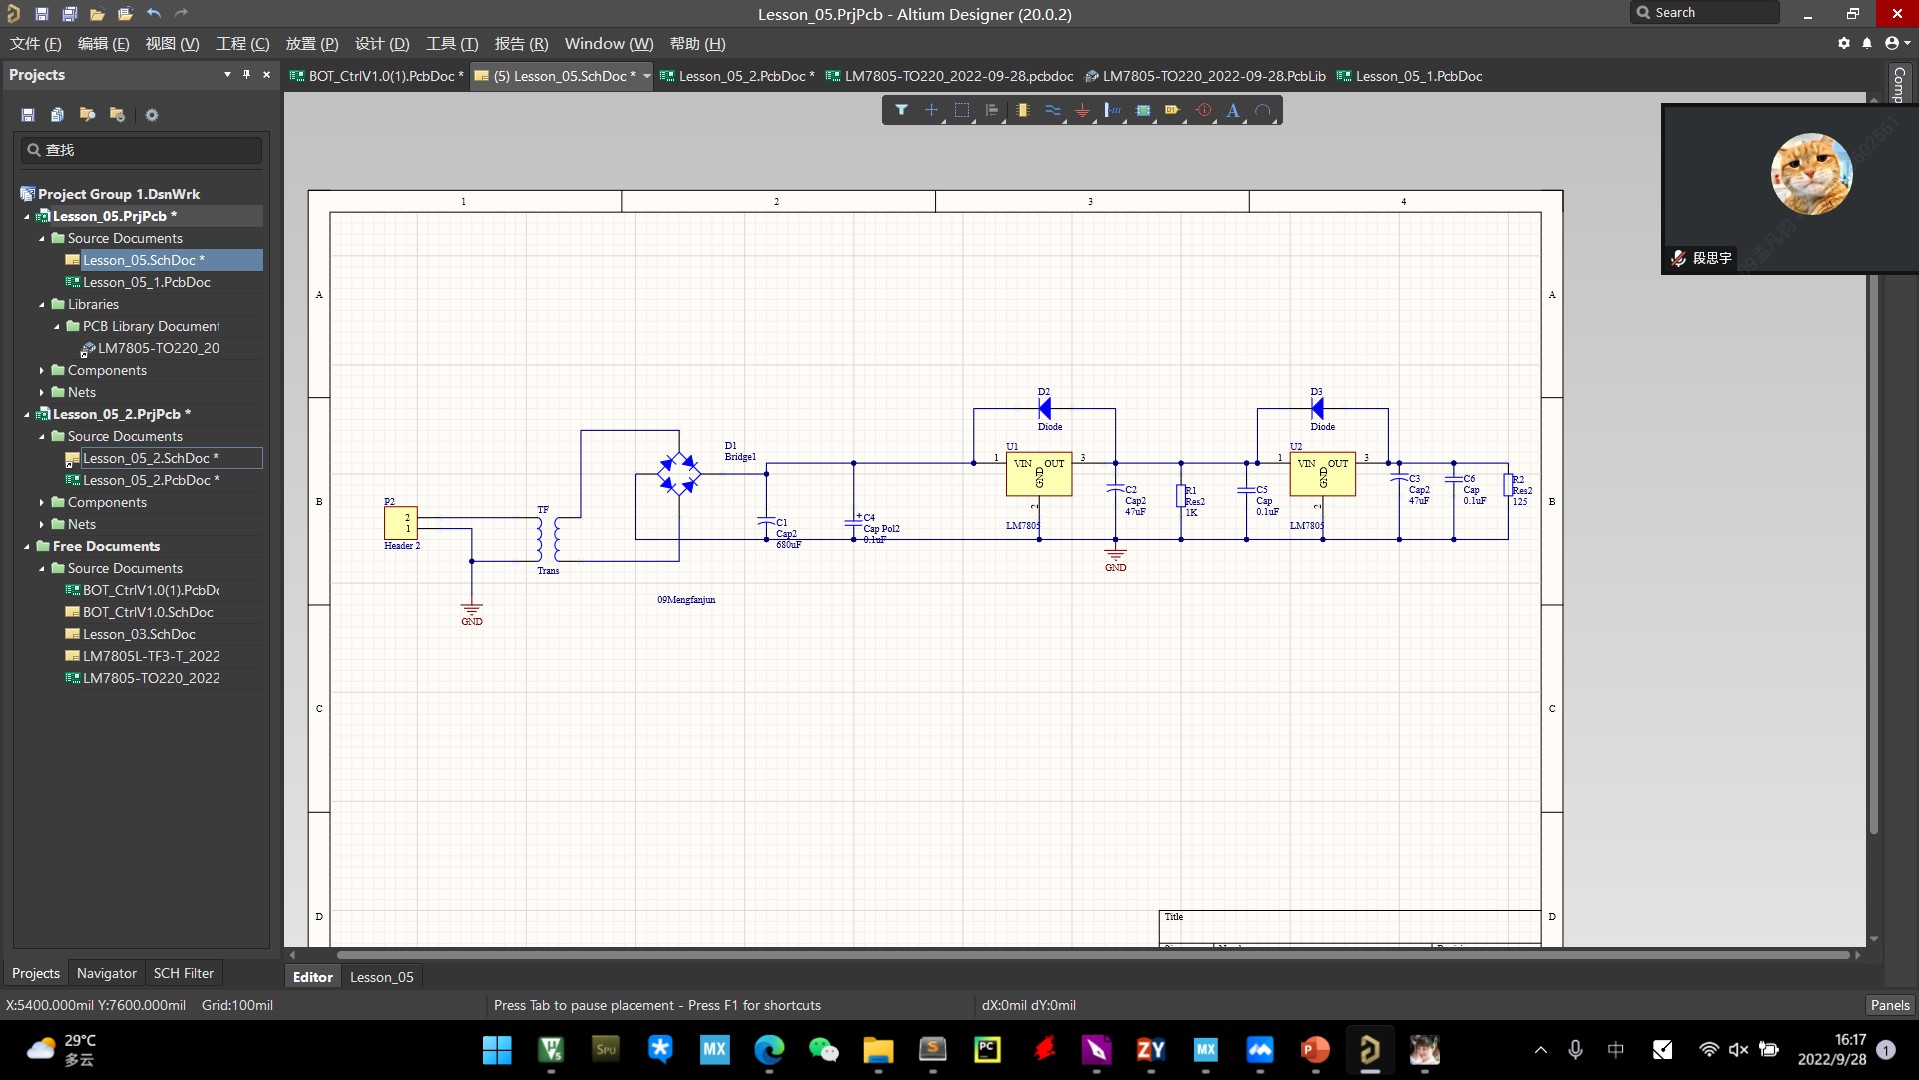 Lesson_05.PrjPcb - Altium Designer (20.0.2)
Search
文件 (F) 编辑 (E) 视图 (V) 工程 (C) 放置 (P) 设计 (D) 工具 (T) 报告 (R) Window (W) 帮助 (H)
Projects
BOT_CtrlV1.0(1).PcbDoc *
(5) Lesson_05.SchDoc *
Lesson_05_2.PcbDoc *
LM7805-TO220_2022-09-28.pcbdoc
LM7805-TO220_2022-09-28.PcbLib
Lesson_05_1.PcbDoc
Comp
查找
Project Group 1.DsnWrk
Lesson_05.PrjPcb *
Source Documents
Lesson_05.SchDoc *
Lesson_05_1.PcbDoc
Libraries
PCB Library Document
LM7805-TO220_20
Components
Nets
Lesson_05_2.PrjPcb *
Source Documents
Lesson_05_2.SchDoc *
Lesson_05_2.PcbDoc *
Components
Nets
Free Documents
Source Documents
BOT_CtrlV1.0(1).PcbDo
BOT_CtrlV1.0.SchDoc
Lesson_03.SchDoc
LM7805L-TF3-T_2022
LM7805-TO220_2022
段思宇
1 2 3 4
A A
B B
C C
D D
P2
2
1
Header 2
GND
TF
Trans
D1
Bridge1
C1
Cap2
680uF
C4
Cap Pol2
0.1uF
09Mengfanjun
D2
Diode
U1
1 VIN OUT 3
GND
2
LM7805
C2
Cap2
47uF
GND
R1
Res2
1K
C5
Cap
0.1uF
D3
Diode
U2
1 VIN OUT 3
GND
2
LM7805
C3
Cap2
47uF
C6
Cap
0.1uF
R2
Res2
125
Title
Projects Navigator SCH Filter
Editor Lesson_05
X:5400.000mil Y:7600.000mil Grid:100mil
Press Tab to pause placement - Press F1 for shortcuts
dX:0mil dY:0mil
Panels
29°C
多云
中
16:17
2022/9/28
1